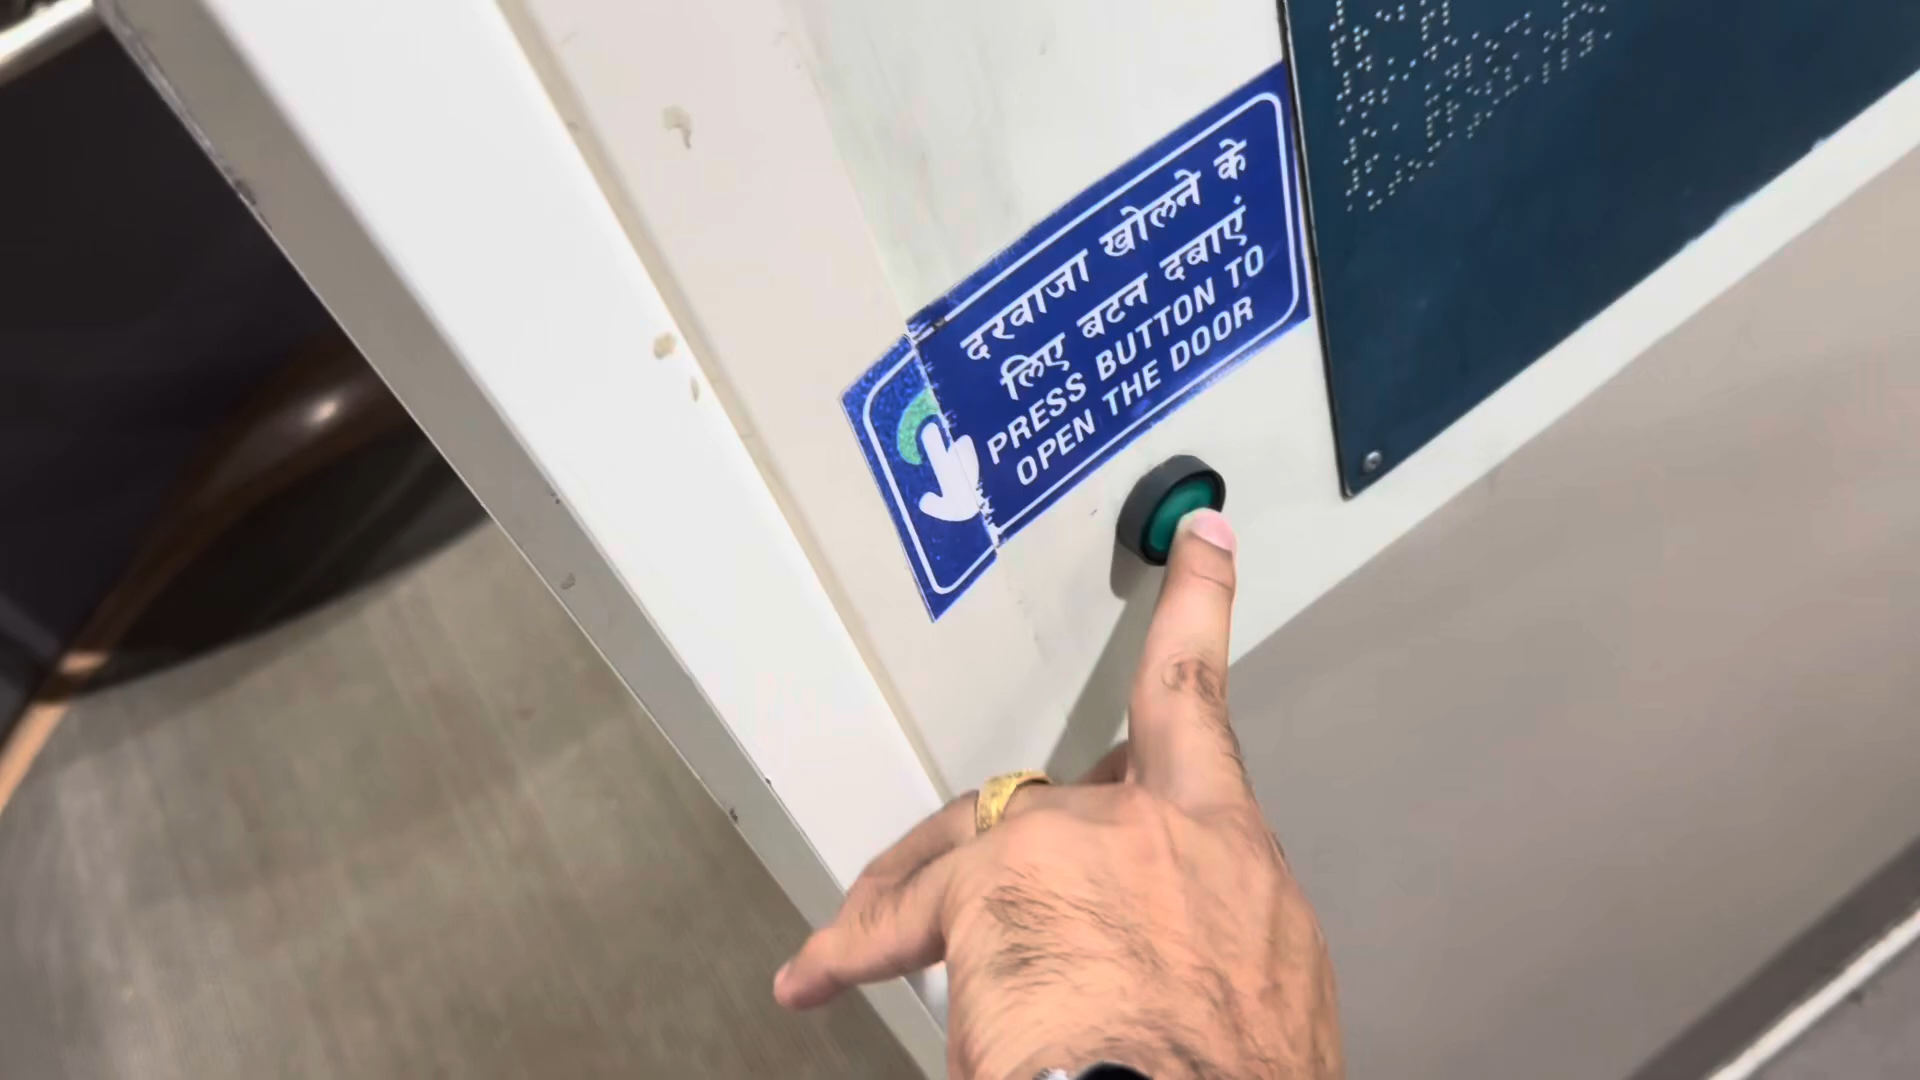 दरवाजा खोलने के
लिए बटन दबाएं
PRESS BUTTON TO
OPEN THE DOOR